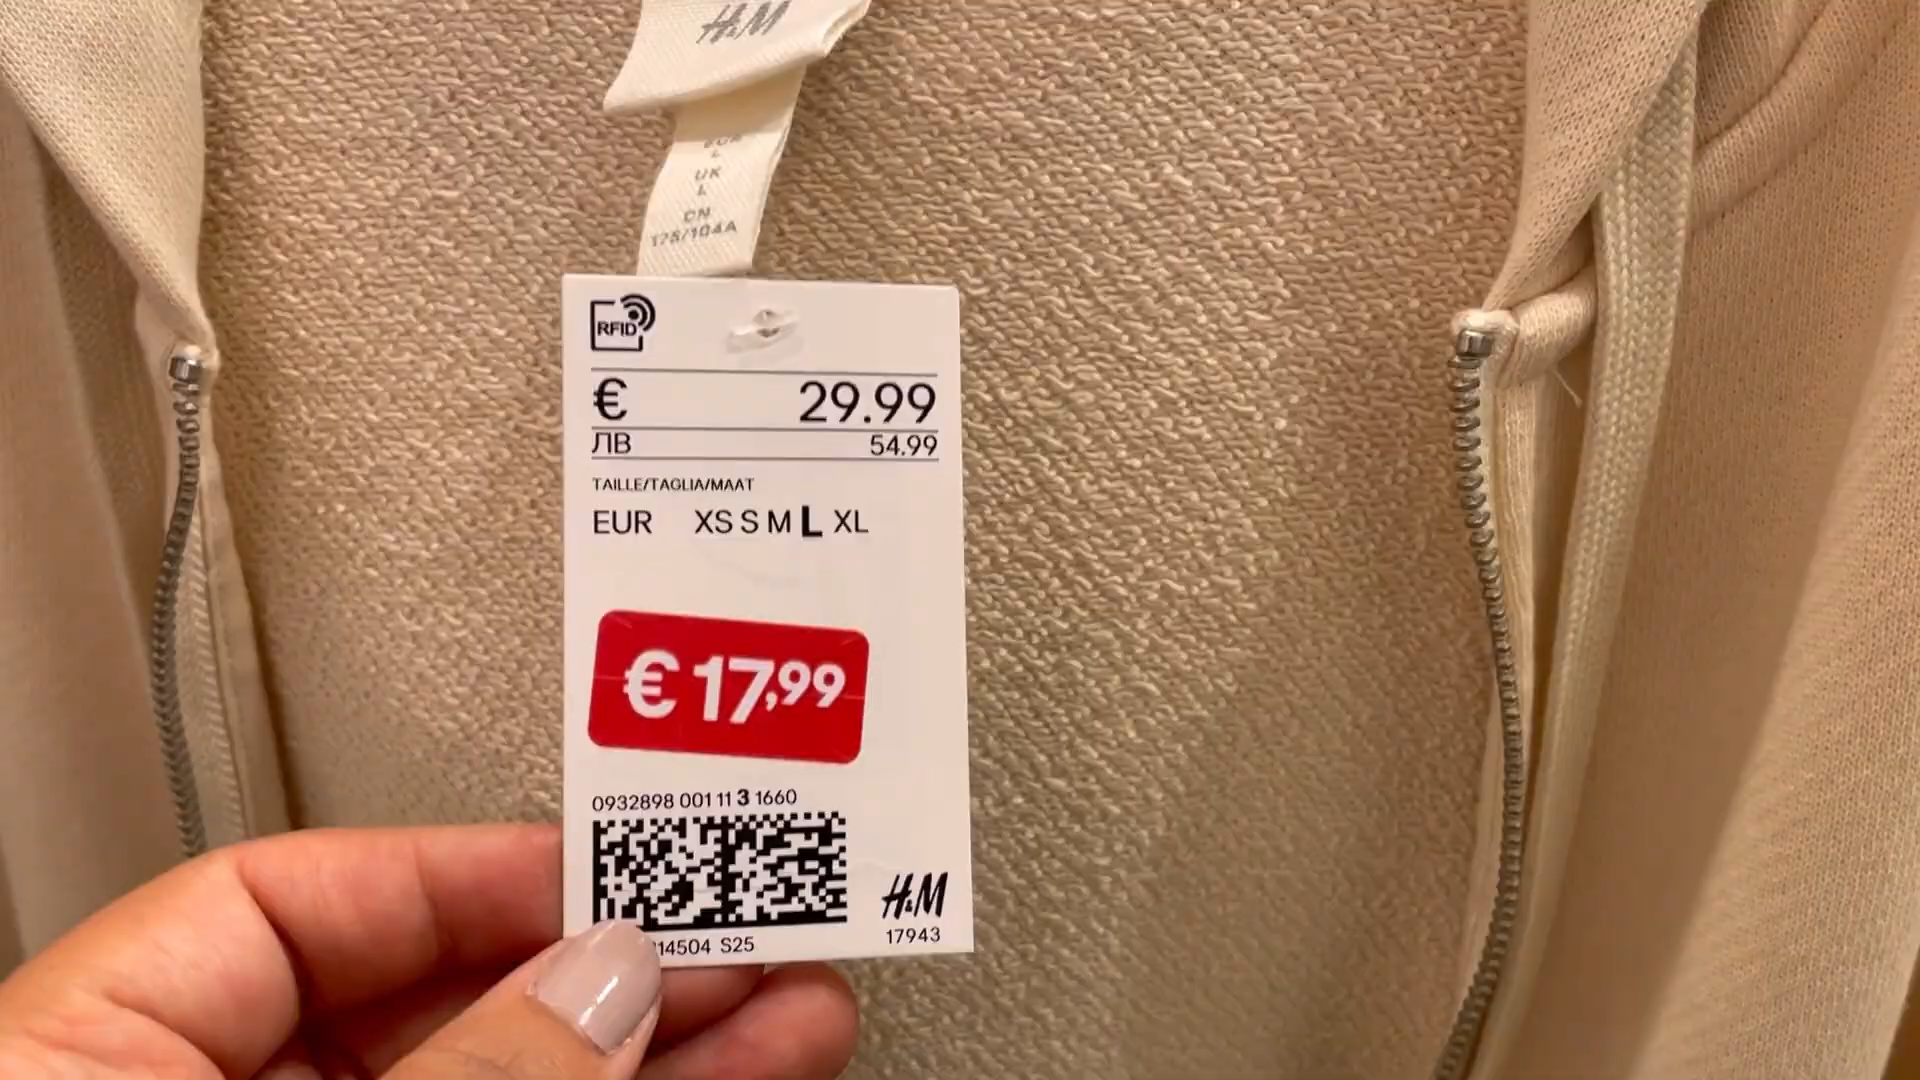 H&M
L
UK
L
CN
175/104A
RFID
€ 29.99
ЛВ 54.99
TAILLE/TAGLIA/MAAT
EUR XS S M L XL
€17,99
0932898 001 11 3 1660
14504 S25
H&M
17943